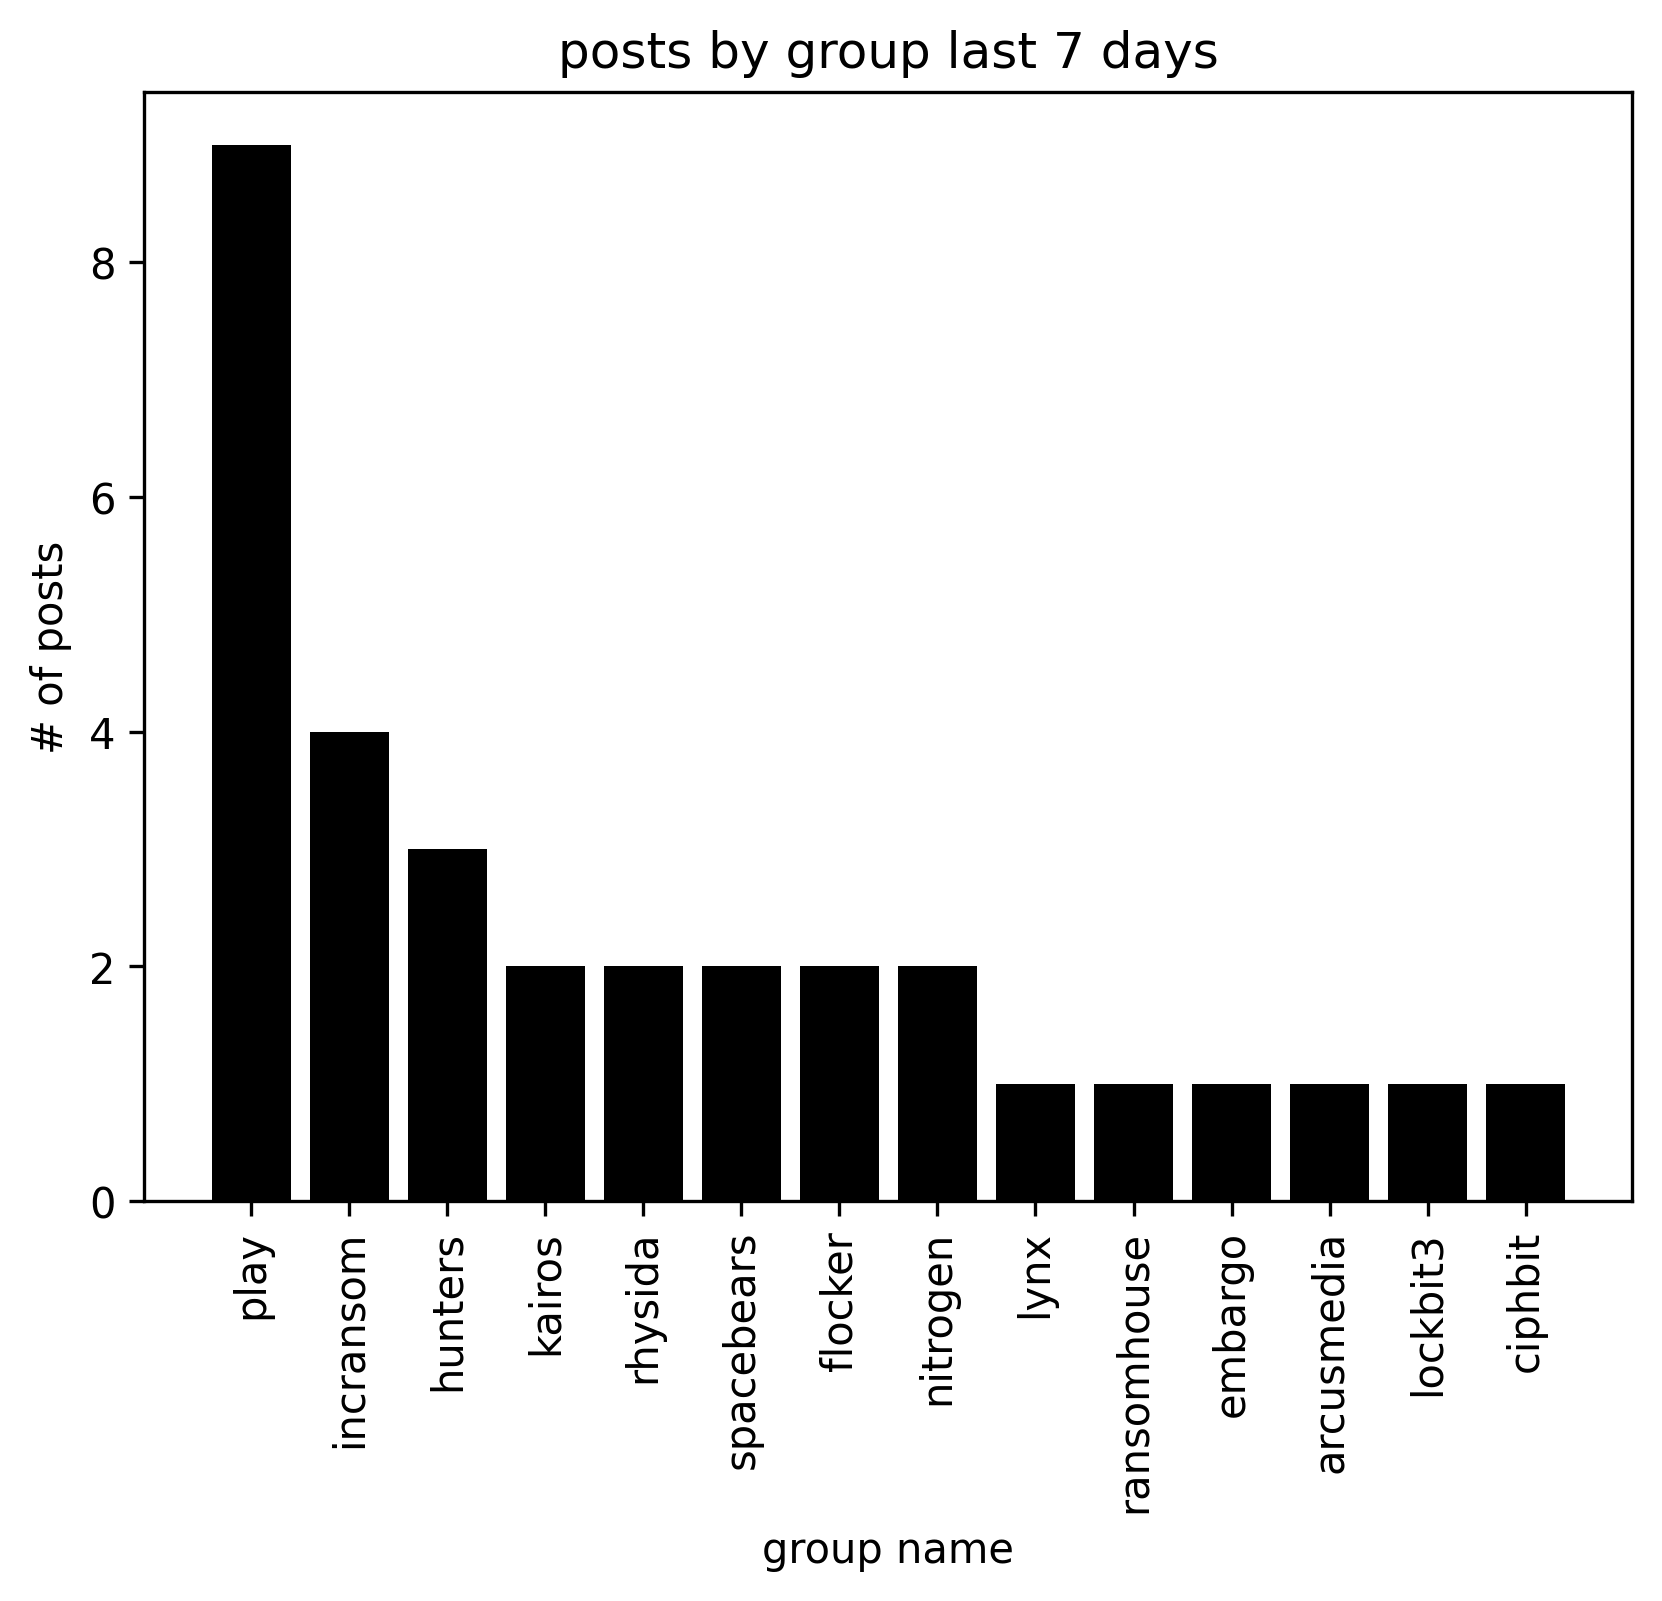 posts by group last 7 days
# of posts
8
6
4
2
0
play
incransom
hunters
kairos
rhysida
spacebears
flocker
nitrogen
lynx
ransomhouse
embargo
arcusmedia
lockbit3
ciphbit
group name